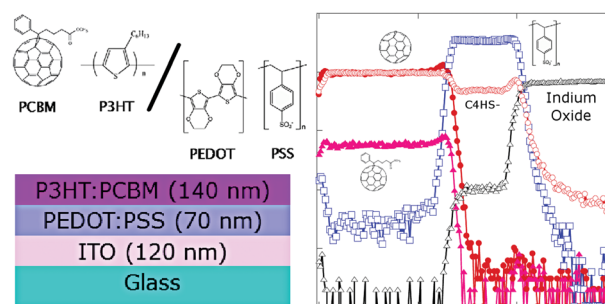 PCBM
P3HT
PEDOT
PSS
P3HT:PCBM (140 nm)
PEDOT:PSS (70 nm)
ITO (120 nm)
Glass
C4HS-
Indium
Oxide